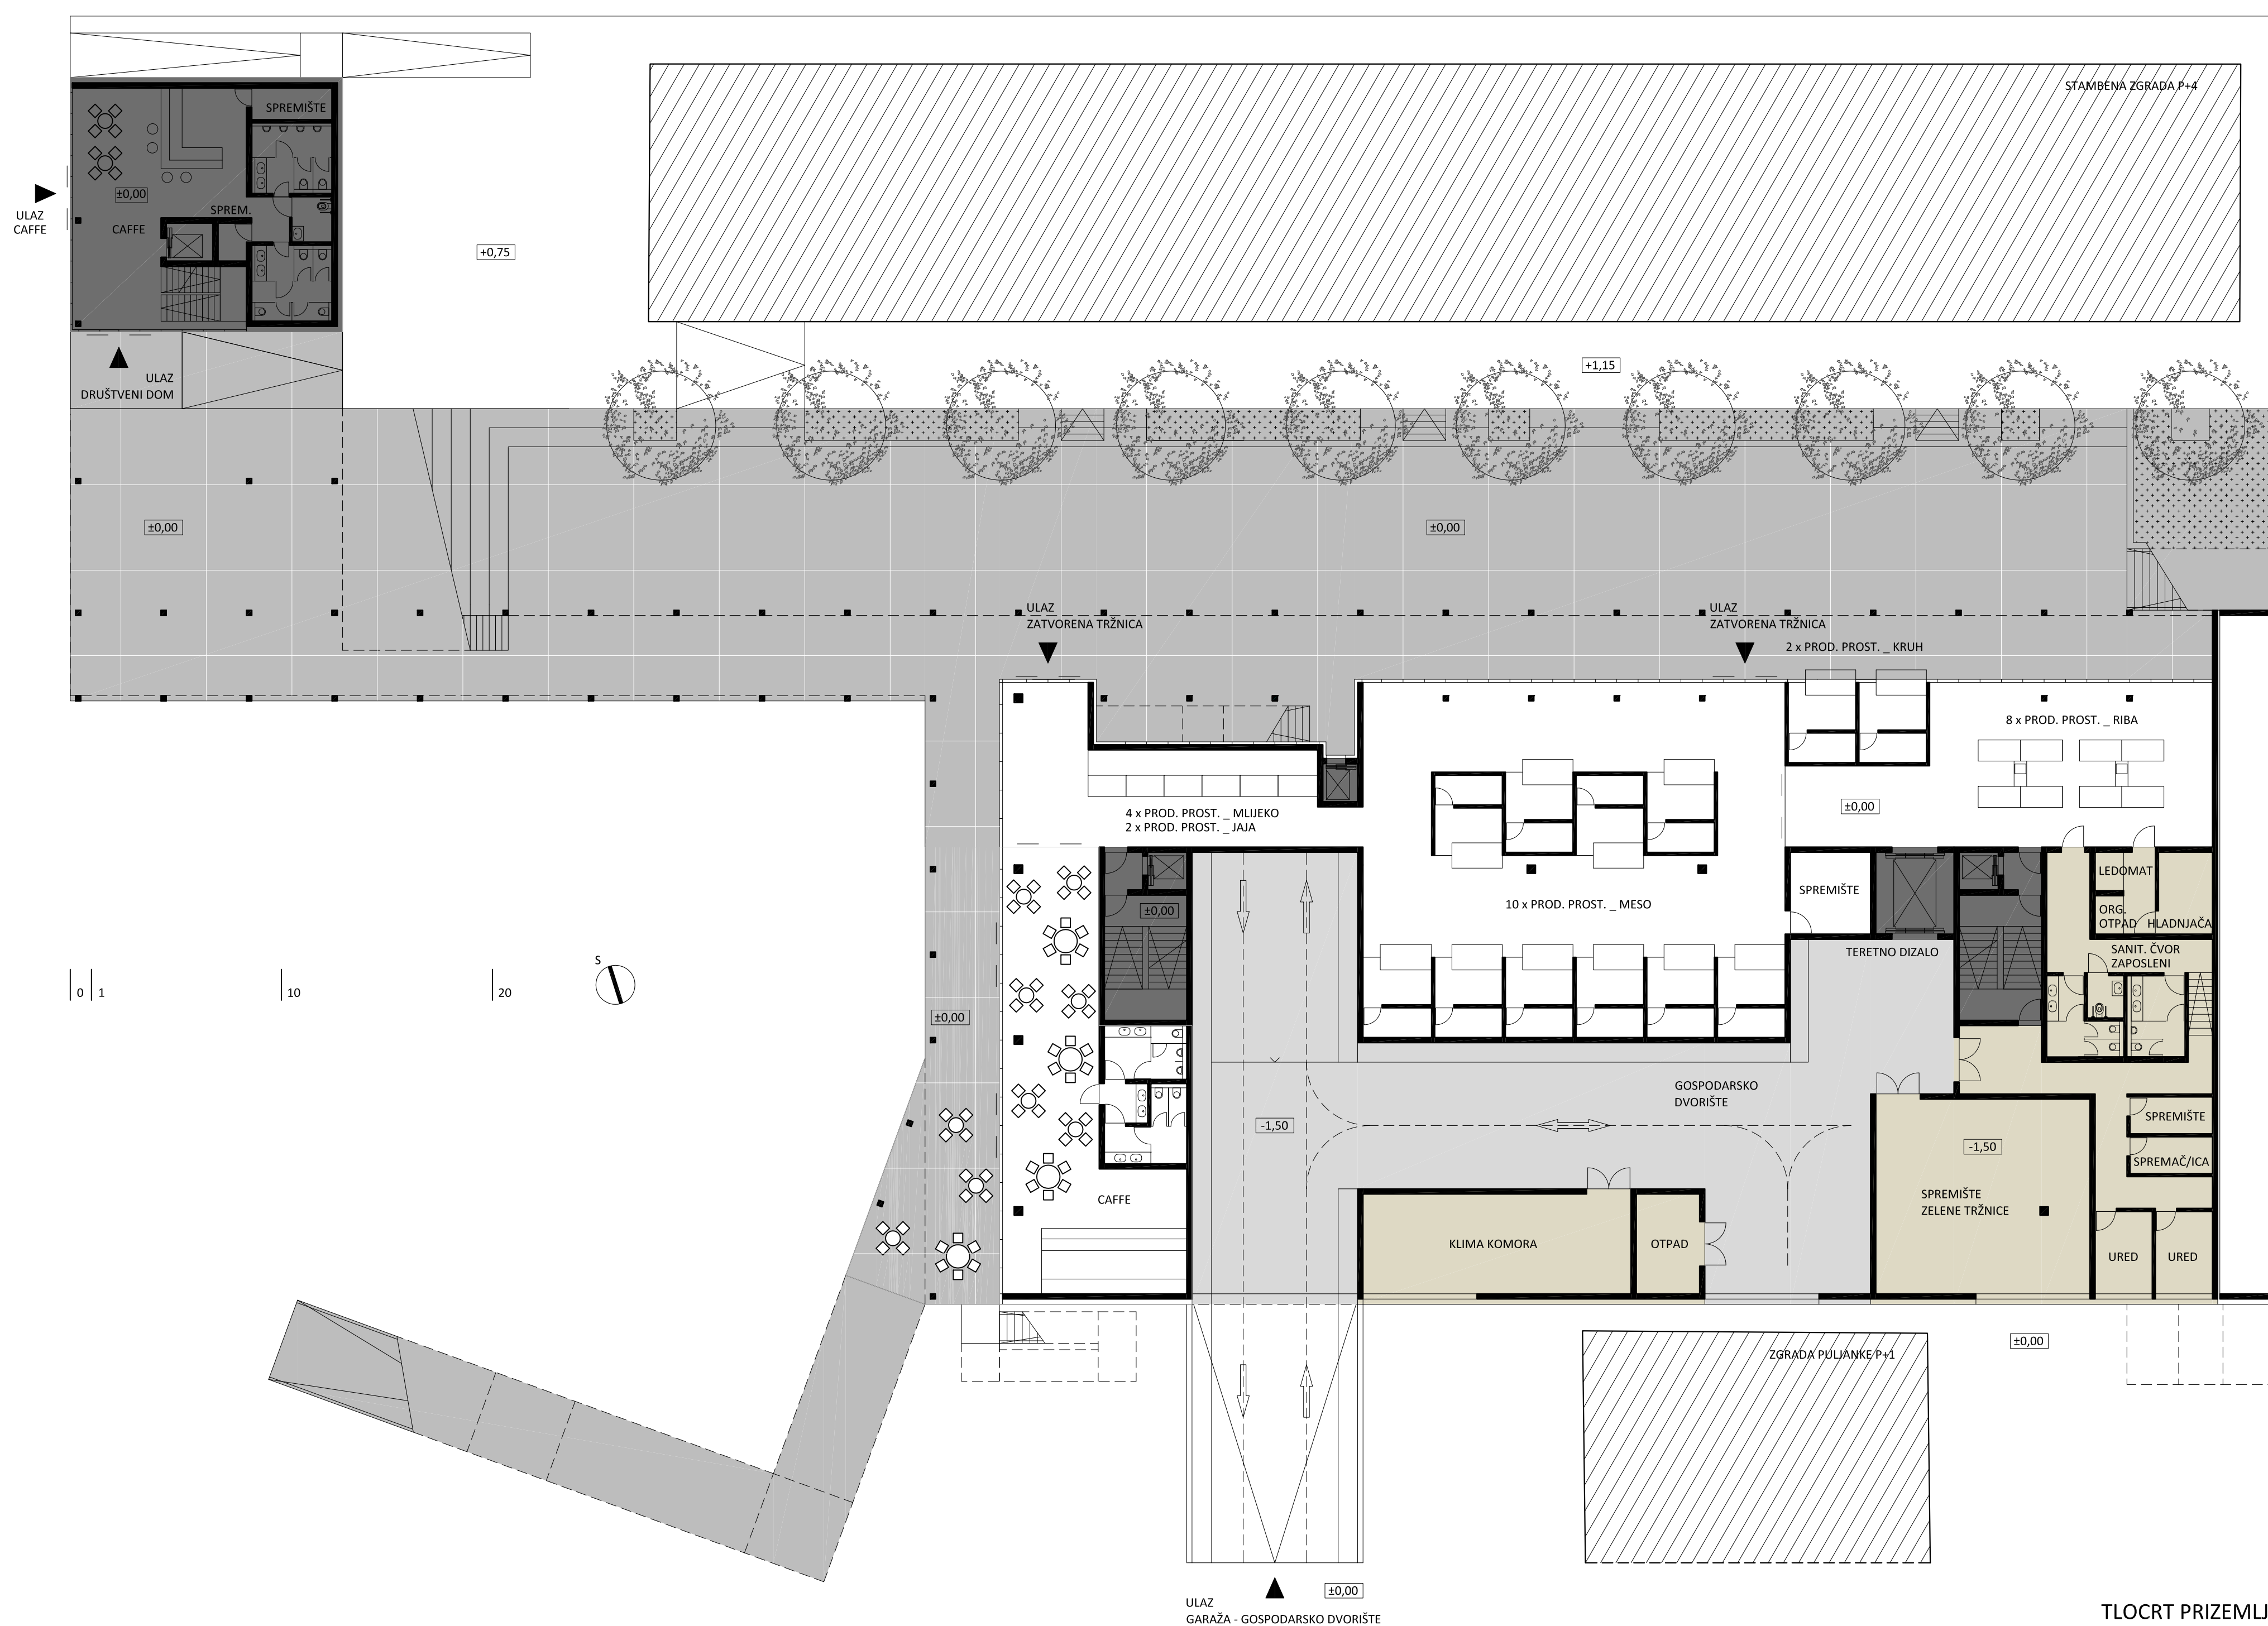 STAMBENA ZGRADA P+4
SPREMIŠTE
±0,00
ULAZ
CAFFE
SPREM.
CAFFE
+0,75
ULAZ
DRUŠTVENI DOM
+1,15
±0,00
±0,00
ULAZ
ZATVORENA TRŽNICA
ULAZ
ZATVORENA TRŽNICA
2 x PROD. PROST. _ KRUH
8 x PROD. PROST. _ RIBA
±0,00
4 x PROD. PROST. _ MLIJEKO
2 x PROD. PROST. _ JAJA
LEDOMAT
SPREMIŠTE
10 x PROD. PROST. _ MESO
±0,00
ORG.
OTPAD
HLADNJAČA
TERETNO DIZALO
SANIT. ČVOR
ZAPOSLENI
S
0
1
10
20
±0,00
GOSPODARSKO
DVORIŠTE
-1,50
SPREMIŠTE
-1,50
SPREMAČ/ICA
CAFFE
SPREMIŠTE
ZELENE TRŽNICE
KLIMA KOMORA
OTPAD
URED
URED
±0,00
ZGRADA PULJANKE P+1
±0,00
ULAZ
GARAŽA - GOSPODARSKO DVORIŠTE
TLOCRT PRIZEMLJ